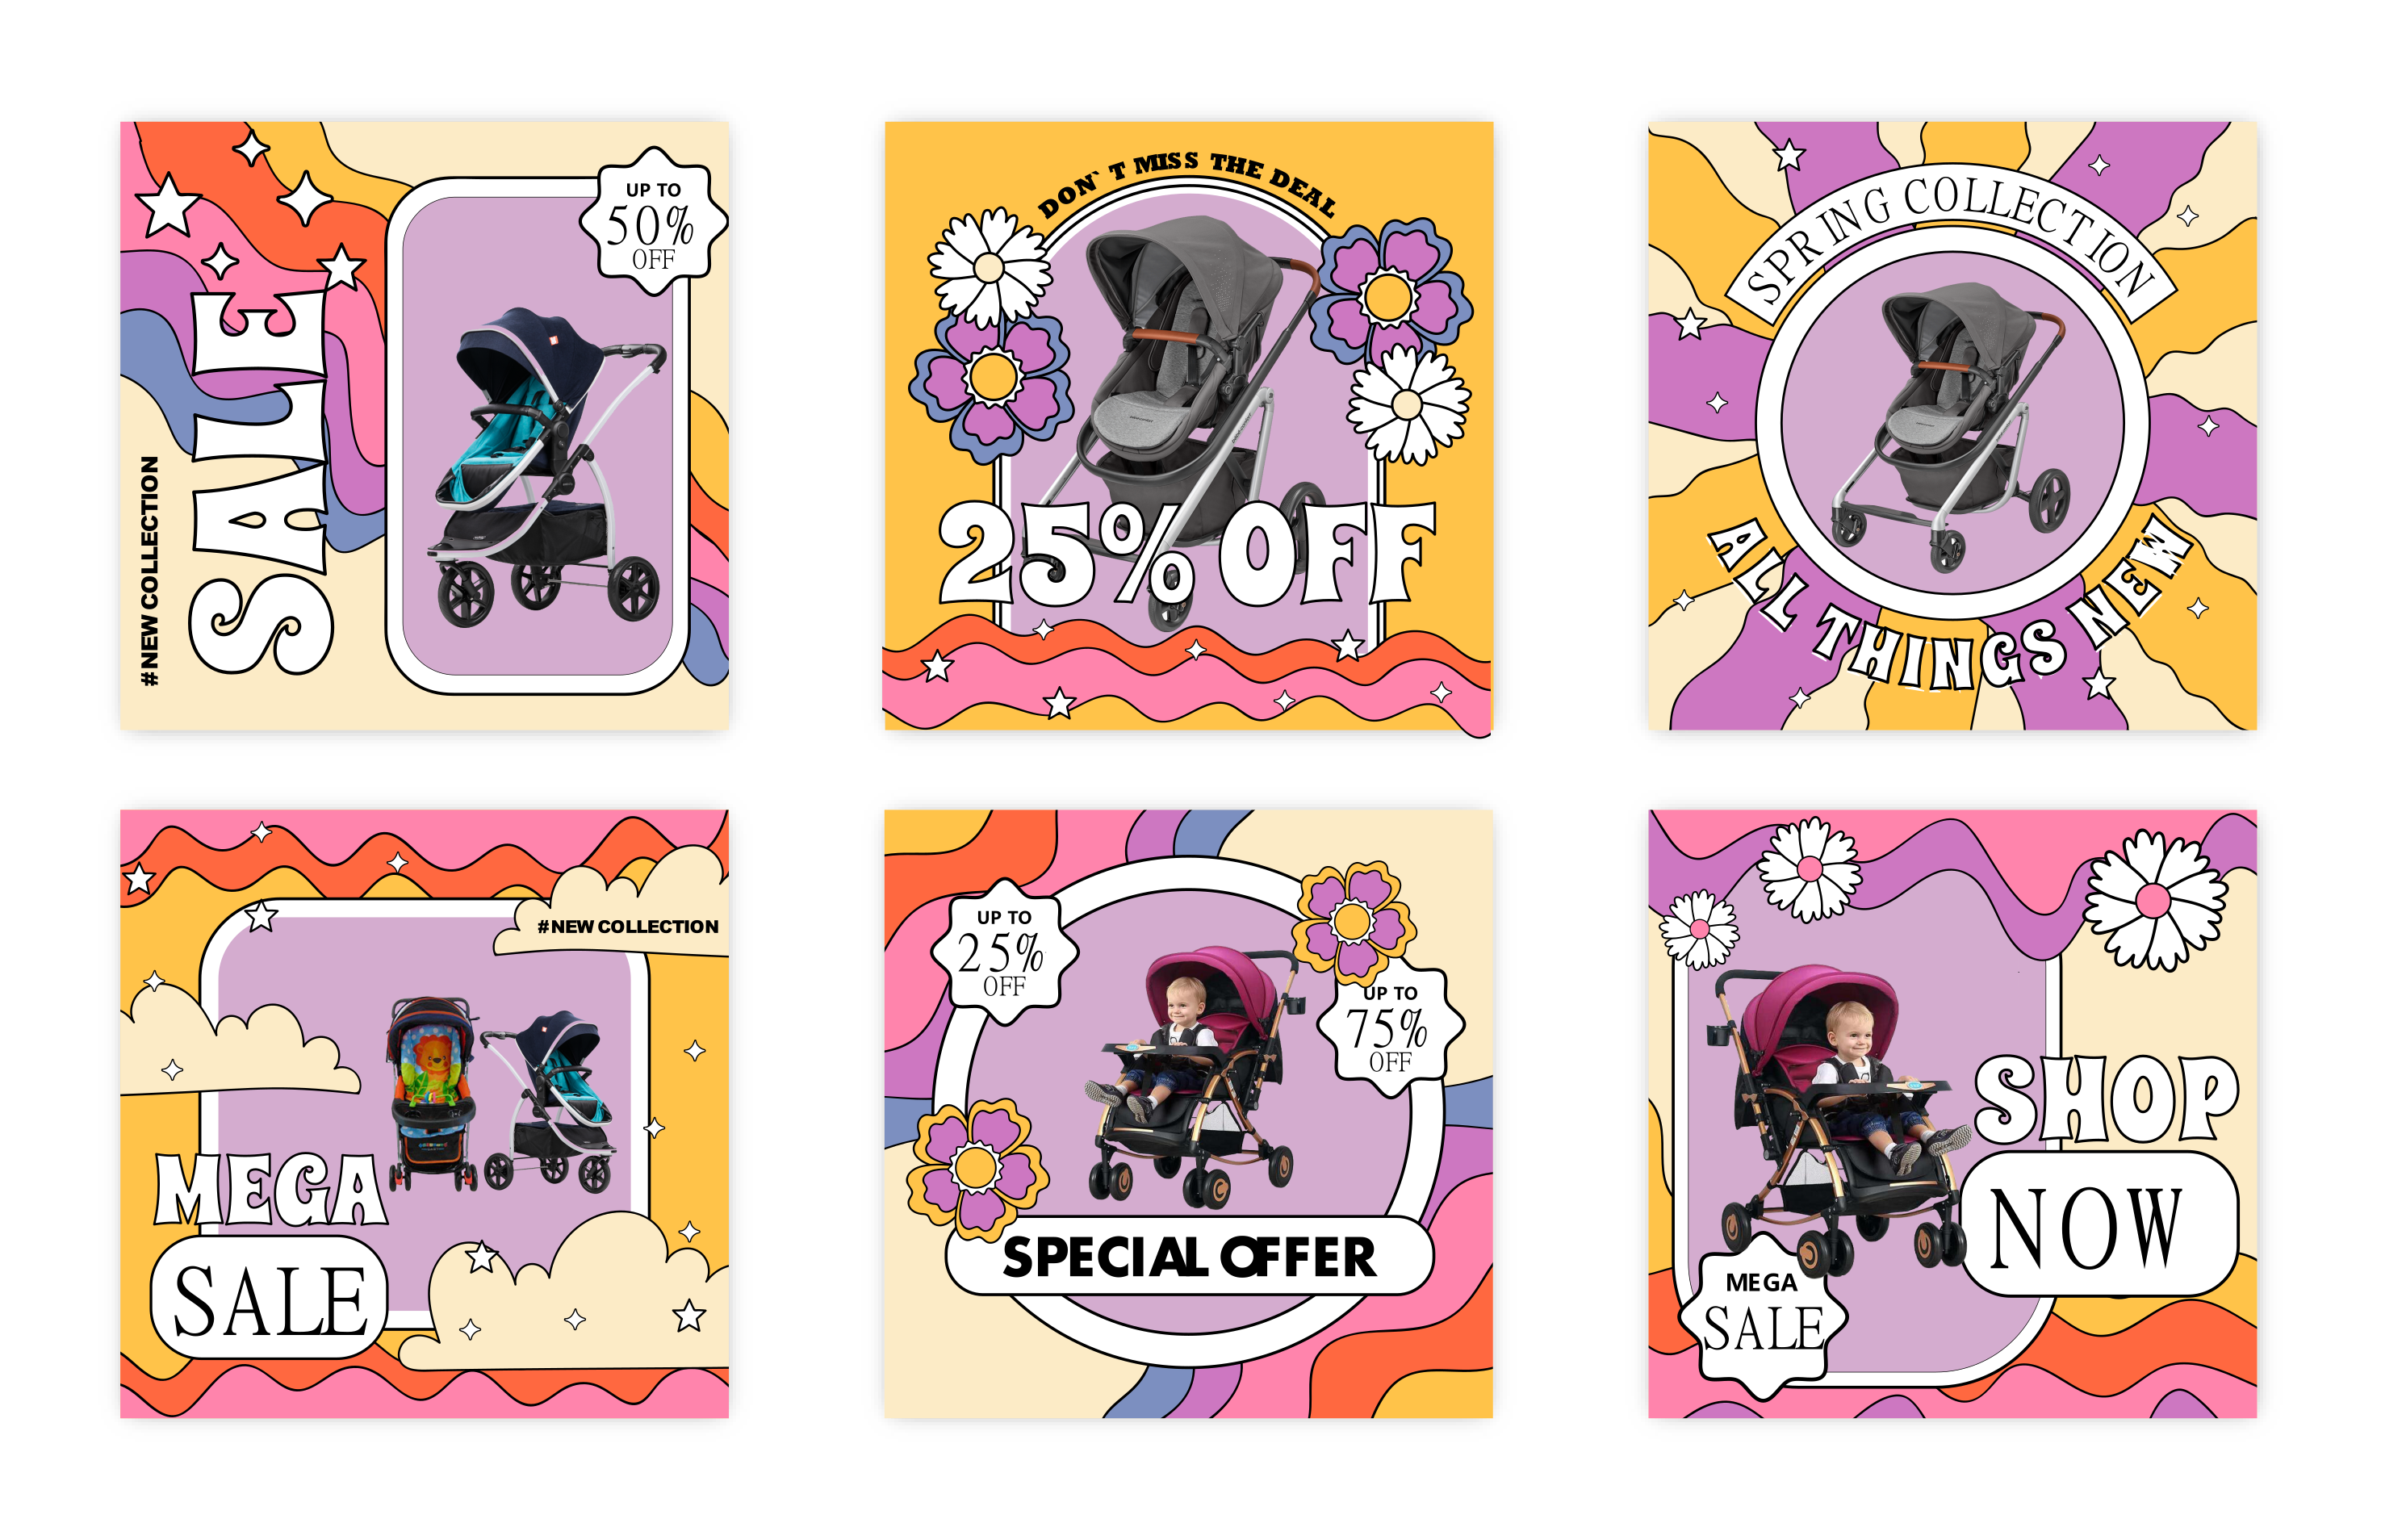 UP TO
50%
OFF
SALE
#NEW COLLECTION
DON`T MISS THE DEAL
25% OFF
SPRING COLLECTION
ALL THINGS NEW
#NEW COLLECTION
MEGA
SALE
UP TO
25%
OFF
UP TO
75%
OFF
SPECIAL OFFER
SHOP
NOW
MEGA
SALE